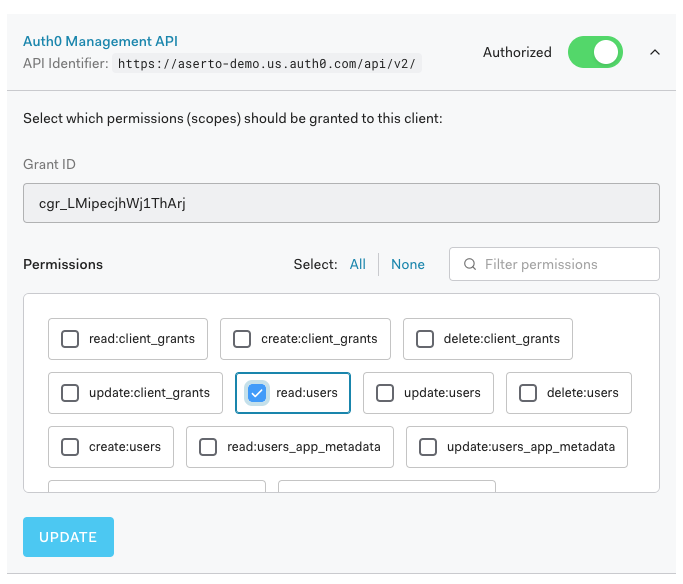 Auth0 Management API
API Identifier: https://aserto-demo.us.auth0.com/api/v2/
Authorized
Select which permissions (scopes) should be granted to this client:
Grant ID
cgr_LMipecjhWj1ThArj
Permissions Select: All None Filter permissions
read:client_grants create:client_grants delete:client_grants
update:client_grants read:users update:users delete:users
create:users read:users_app_metadata update:users_app_metadata
UPDATE